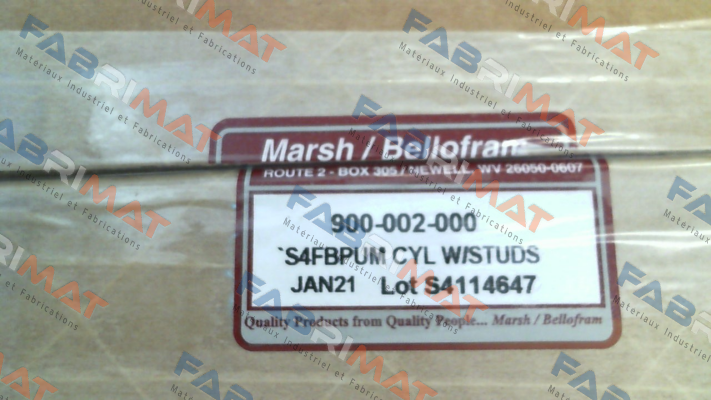 Marsh / Bellofram
ROUTE 2 - BOX 305 / NEWELL, WV 26050-0607
900-002-000
`S4FBPUM CYL W/STUDS
JAN21 Lot S4114647
Quality Products from Quality People... Marsh / Bellofram
FABRIMAT
Materiaux Industriel et Fabrications